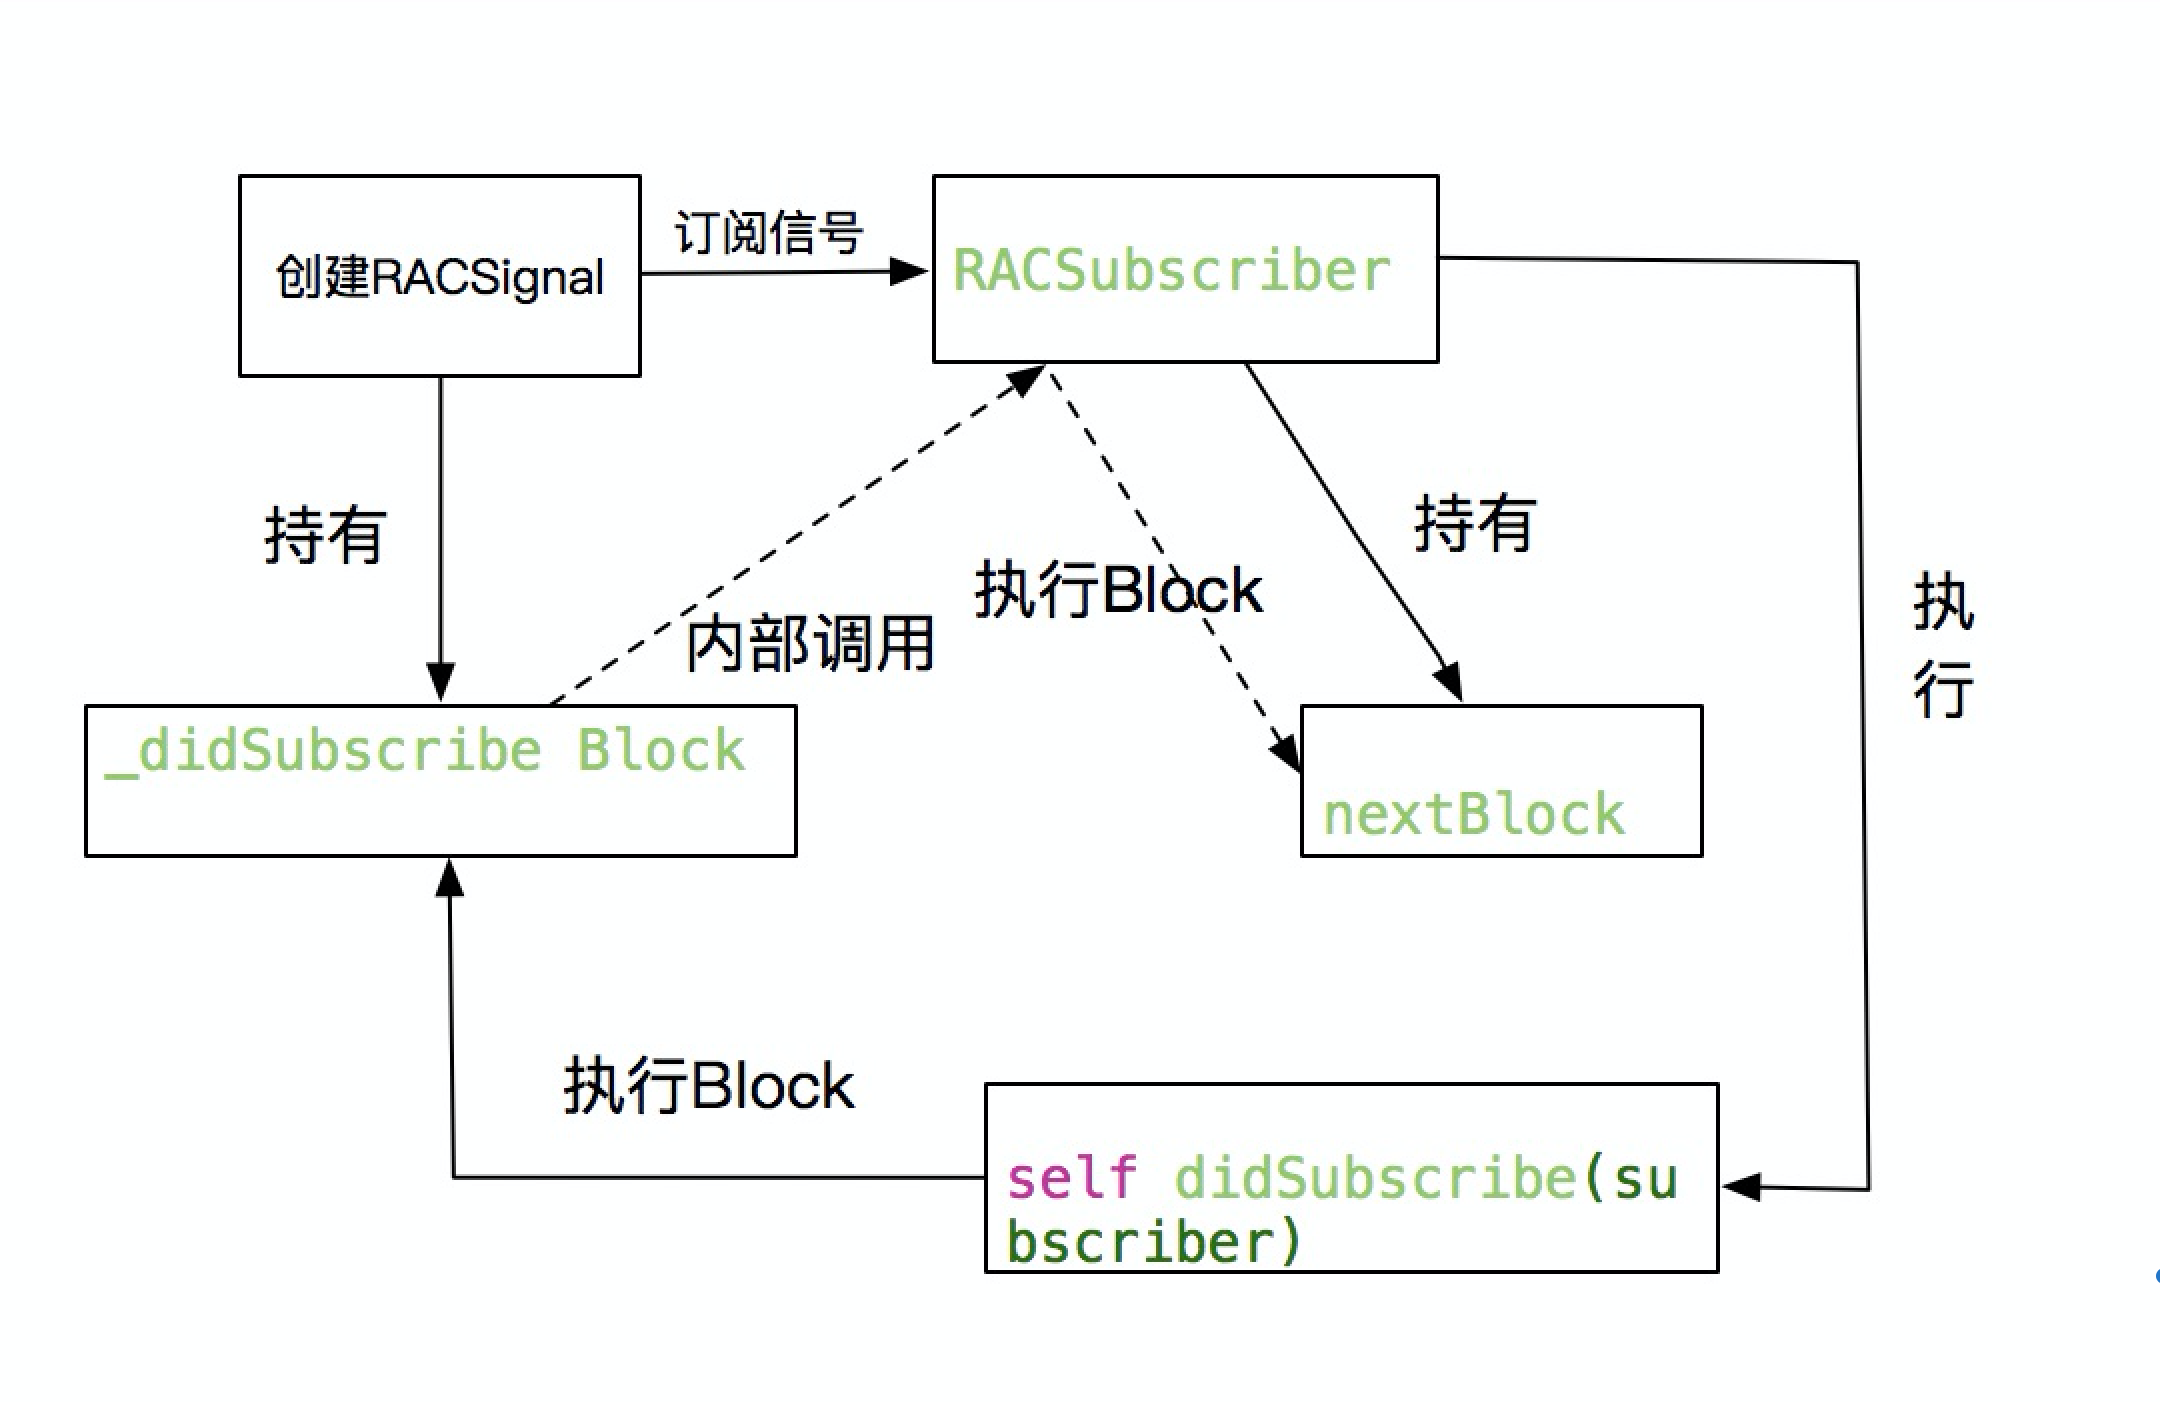 订阅信号
创建RACSignal
RACSubscriber
持有
持有
执行Block
内部调用
执
行
_didSubscribe Block
nextBlock
执行Block
self didSubscribe(su
bscriber)